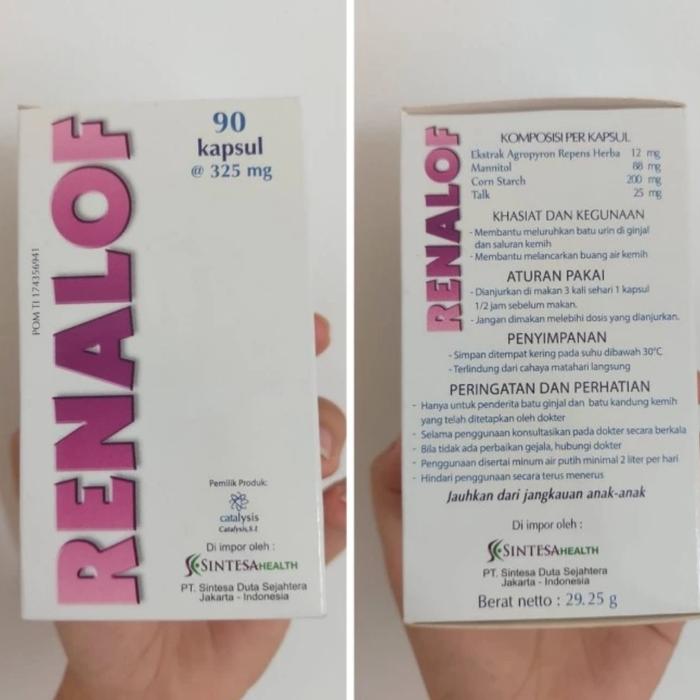 RENALOF
90
kapsul
@ 325 mg
POM TI 174356941
Pemilik Produk:
catalysis
Catalysis, S.L
Di impor oleh :
SINTESAHEALTH
PT. Sintesa Duta Sejahtera
Jakarta - Indonesia
RENALOF
KOMPOSISI PER KAPSUL
Ekstrak Agropyron Repens Herba 12 mg
Mannitol 88 mg
Corn Starch 200 mg
Talk 25 mg
KHASIAT DAN KEGUNAAN
- Membantu meluruhkan batu urin di ginjal
dan saluran kemih
- Membantu melancarkan buang air kemih
ATURAN PAKAI
- Dianjurkan di makan 3 kali sehari 1 kapsul
1/2 jam sebelum makan.
- Jangan dimakan melebihi dosis yang dianjurkan.
PENYIMPANAN
- Simpan ditempat kering pada suhu dibawah 30°C
- Terlindung dari cahaya matahari langsung
PERINGATAN DAN PERHATIAN
- Hanya untuk penderita batu ginjal dan batu kandung kemih
yang telah ditetapkan oleh dokter
- Selama penggunaan konsultasikan pada dokter secara berkala
- Bila tidak ada perbaikan gejala, hubungi dokter
- Penggunaan disertai minum air putih minimal 2 liter per hari
- Hindari penggunaan secara terus menerus
Jauhkan dari jangkauan anak-anak
Di impor oleh :
SINTESAHEALTH
PT. Sintesa Duta Sejahtera
Jakarta - Indonesia
Berat netto : 29.25 g